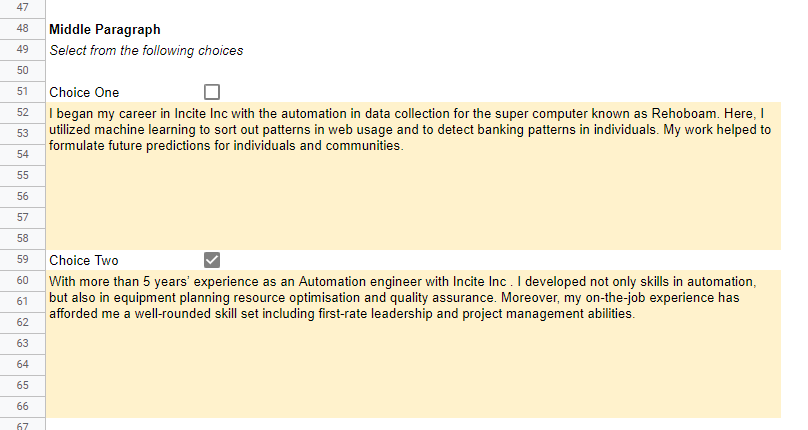 47
48 Middle Paragraph
49 Select from the following choices
50
51 Choice One
52 I began my career in Incite Inc with the automation in data collection for the super computer known as Rehoboam. Here, I
53 utilized machine learning to sort out patterns in web usage and to detect banking patterns in individuals. My work helped to
54 formulate future predictions for individuals and communities.
55
56
57
58
59 Choice Two
60 With more than 5 years' experience as an Automation engineer with Incite Inc . I developed not only skills in automation,
61 but also in equipment planning resource optimisation and quality assurance. Moreover, my on-the-job experience has
62 afforded me a well-rounded skill set including first-rate leadership and project management abilities.
63
64
65
66
67